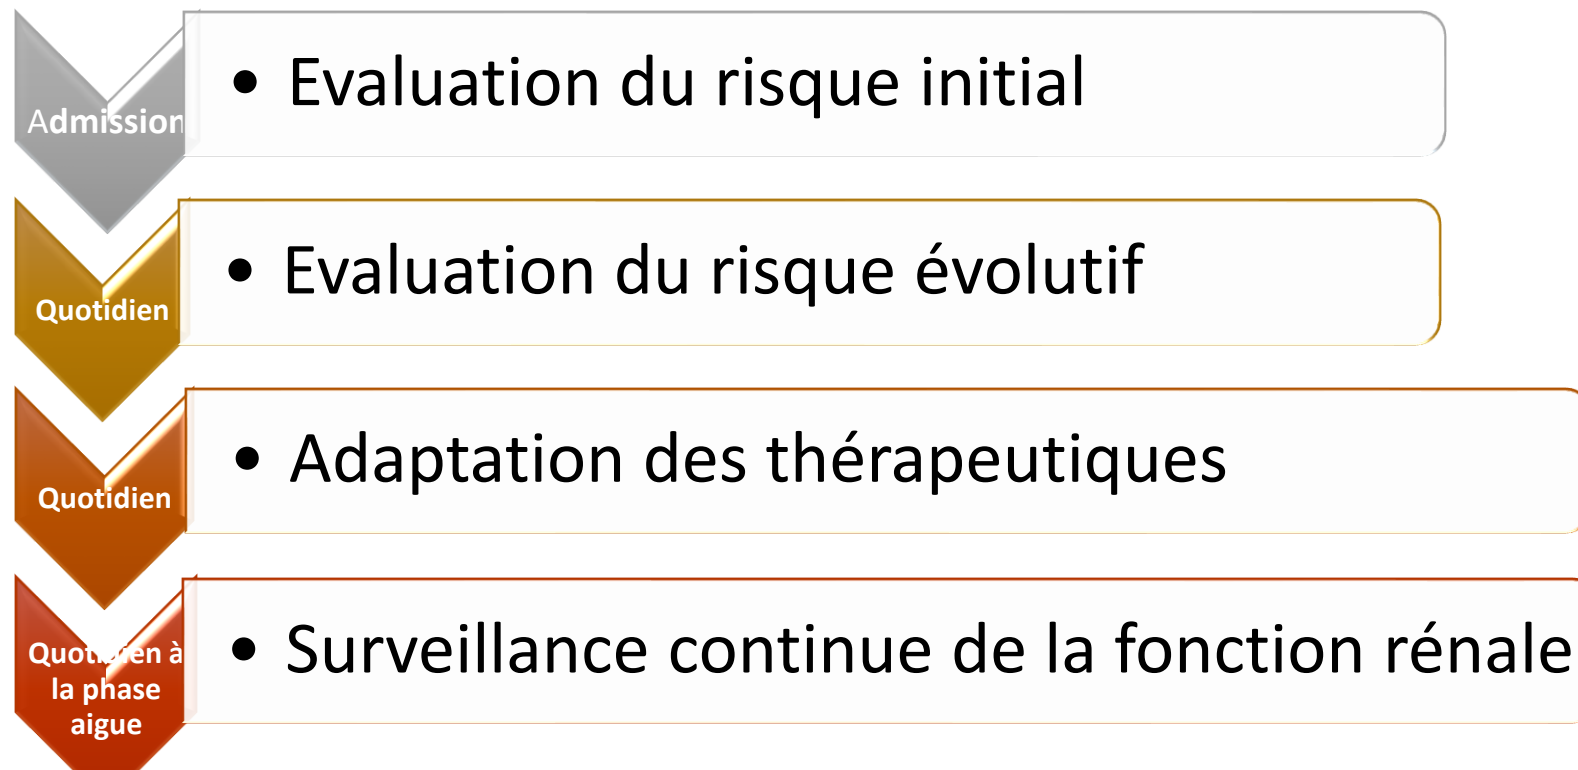 Admission
• Evaluation du risque initial
Quotidien
• Evaluation du risque évolutif
Quotidien
• Adaptation des thérapeutiques
Quotidien à
la phase
aigue
• Surveillance continue de la fonction rénale